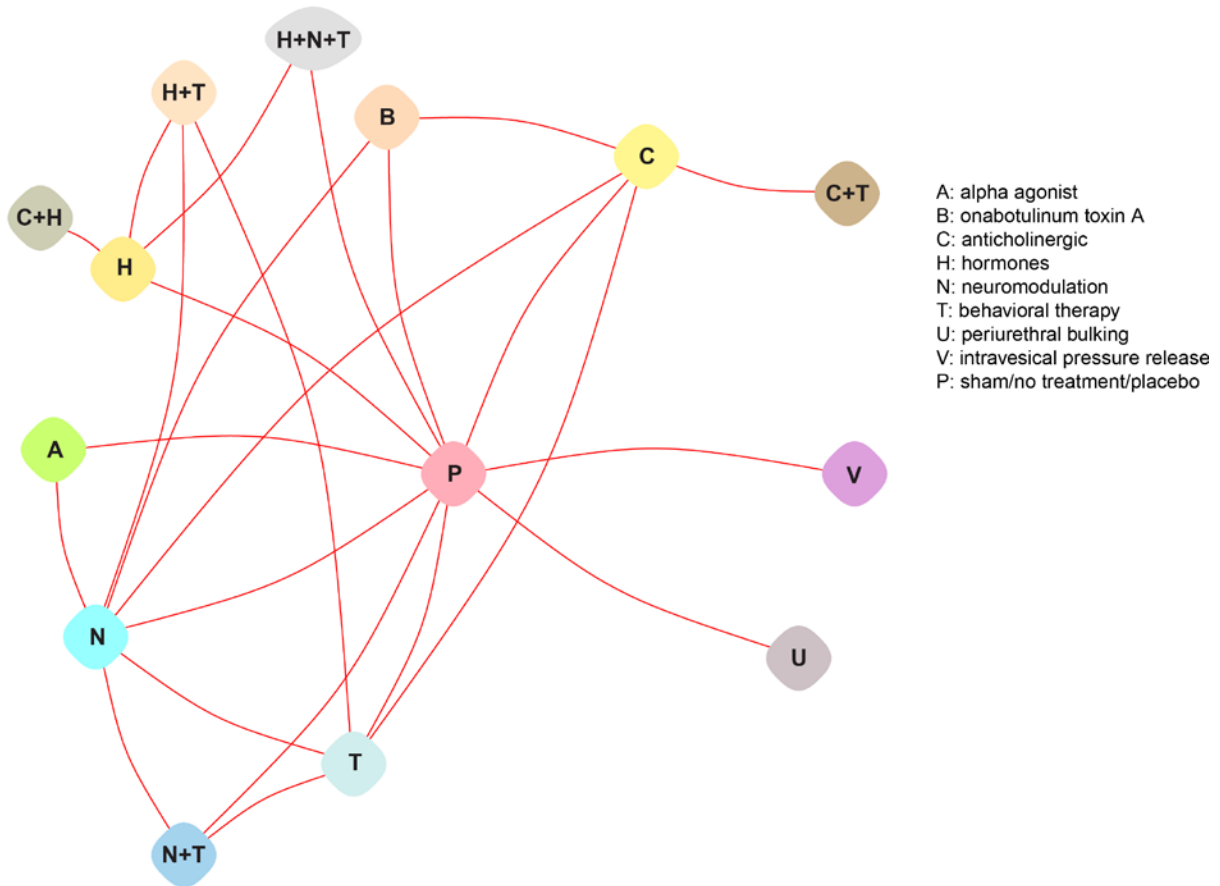 H+N+T
H+T
B
C
C+T
C+H
H
A
P
V
N
U
T
N+T
A: alpha agonist
B: onabotulinum toxin A
C: anticholinergic
H: hormones
N: neuromodulation
T: behavioral therapy
U: periurethral bulking
V: intravesical pressure release
P: sham/no treatment/placebo